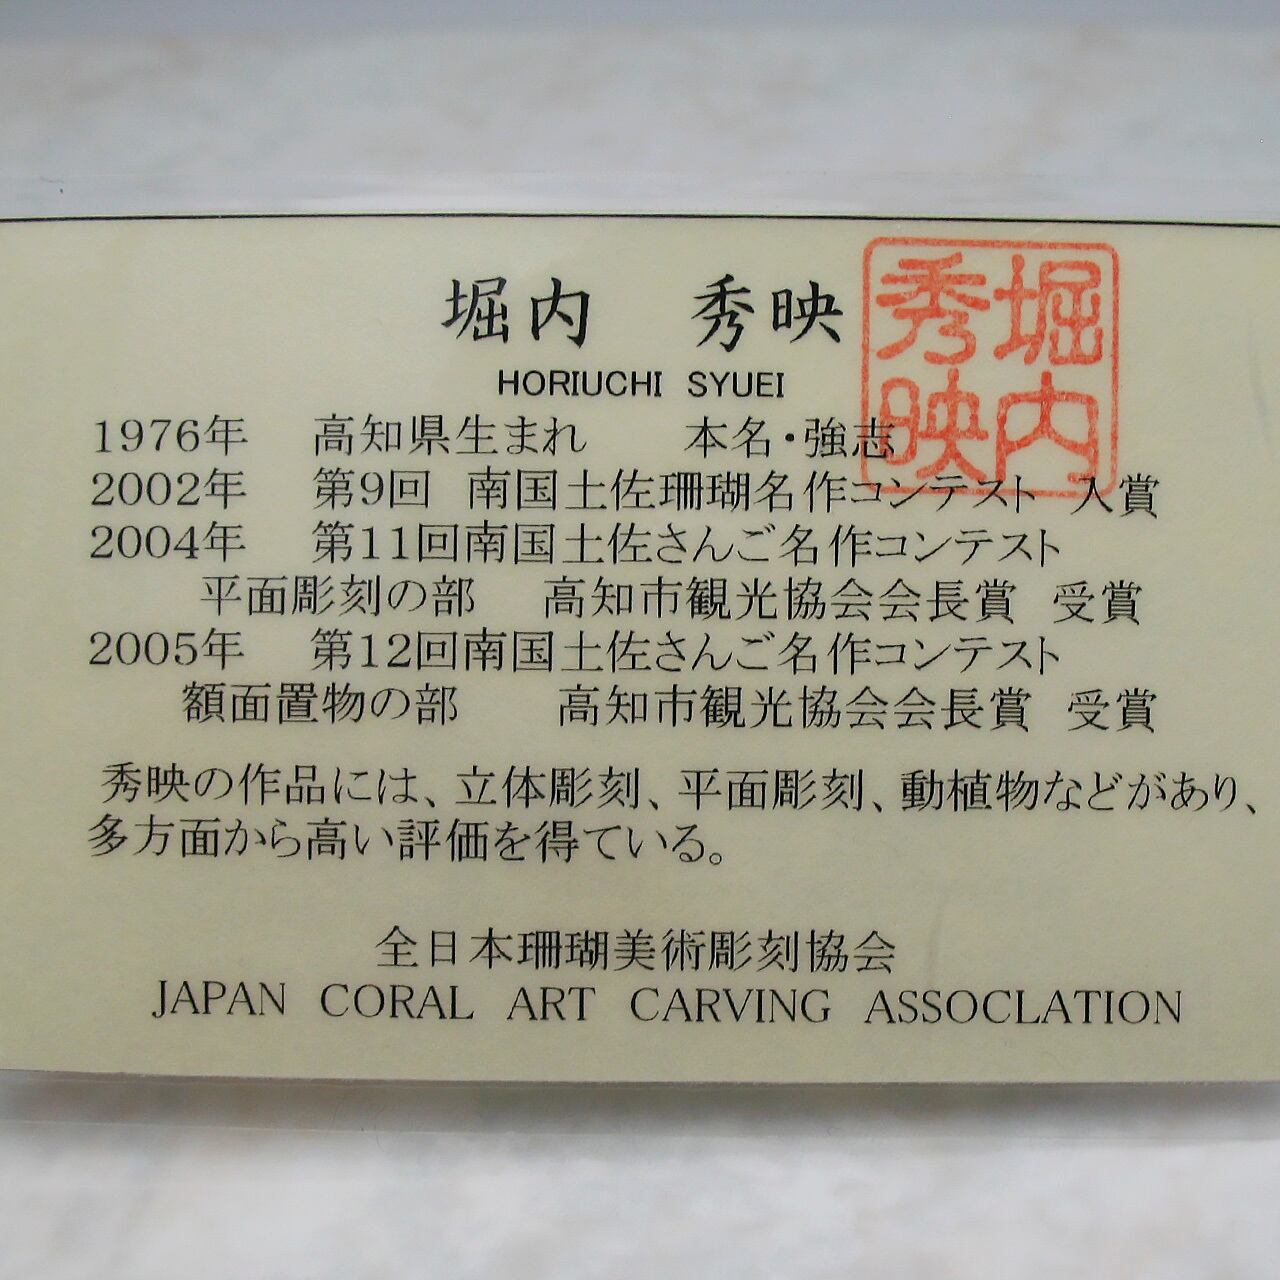 堀内 秀映
堀内
秀映
HORIUCHI SYUEI
1976年 高知県生まれ 本名・強志
2002年 第9回 南国土佐珊瑚名作コンテスト 入賞
2004年 第11回南国土佐さんご名作コンテスト
平面彫刻の部 高知市観光協会会長賞 受賞
2005年 第12回南国土佐さんご名作コンテスト
額面置物の部 高知市観光協会会長賞 受賞
秀映の作品には、立体彫刻、平面彫刻、動植物などがあり、
多方面から高い評価を得ている。
全日本珊瑚美術彫刻協会
JAPAN CORAL ART CARVING ASSOCLATION